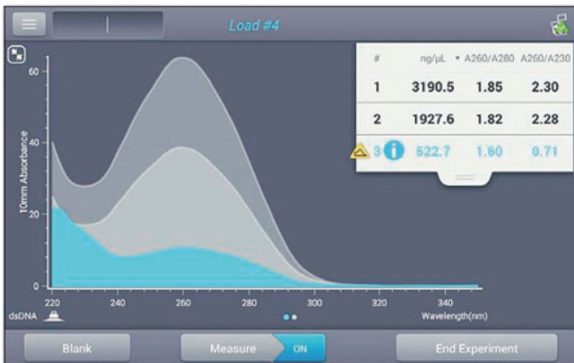 Load #4
# ng/µL A260/A280 A260/A230
1 3190.5 1.85 2.30
2 1927.6 1.82 2.28
3 522.7 1.60 0.71
10mm Absorbance
60
40
20
0
220 240 260 280 300 320 340
dsDNA
Wavelength(nm)
Blank
Measure
ON
End Experiment